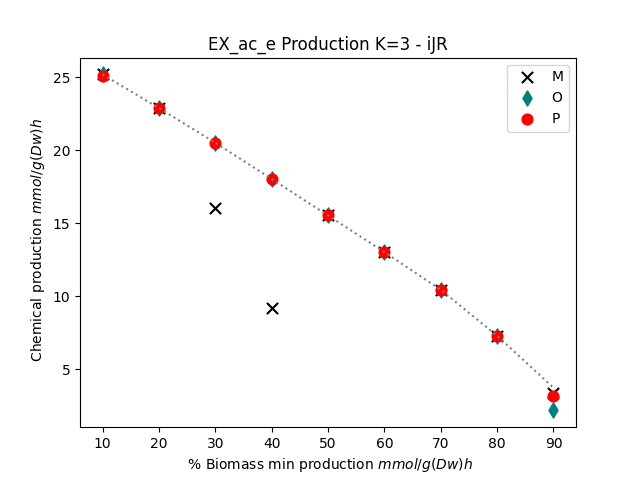 EX_ac_e Production K=3 - iJR
M
O
P
25
20
15
10
5
Chemical production mmol/g(Dw)h
10 20 30 40 50 60 70 80 90
% Biomass min production mmol/g(Dw)h